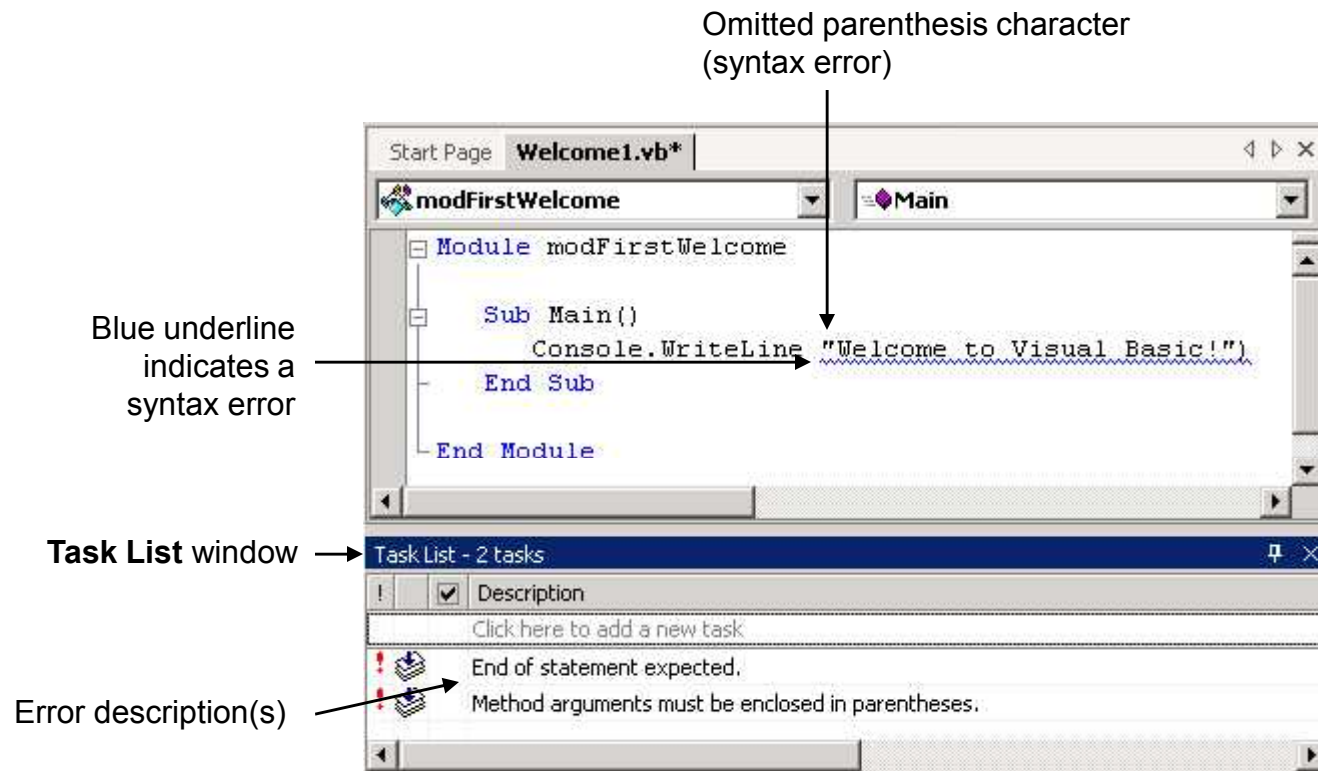 Omitted parenthesis character
(syntax error)
Start Page Welcome1.vb*
modFirstWelcome Main
Module modFirstWelcome
Sub Main()
Console.WriteLine "Welcome to Visual Basic!")
End Sub
End Module
Blue underline
indicates a
syntax error
Task List window
Task List - 2 tasks
! Description
Click here to add a new task
! End of statement expected.
! Method arguments must be enclosed in parentheses.
Error description(s)